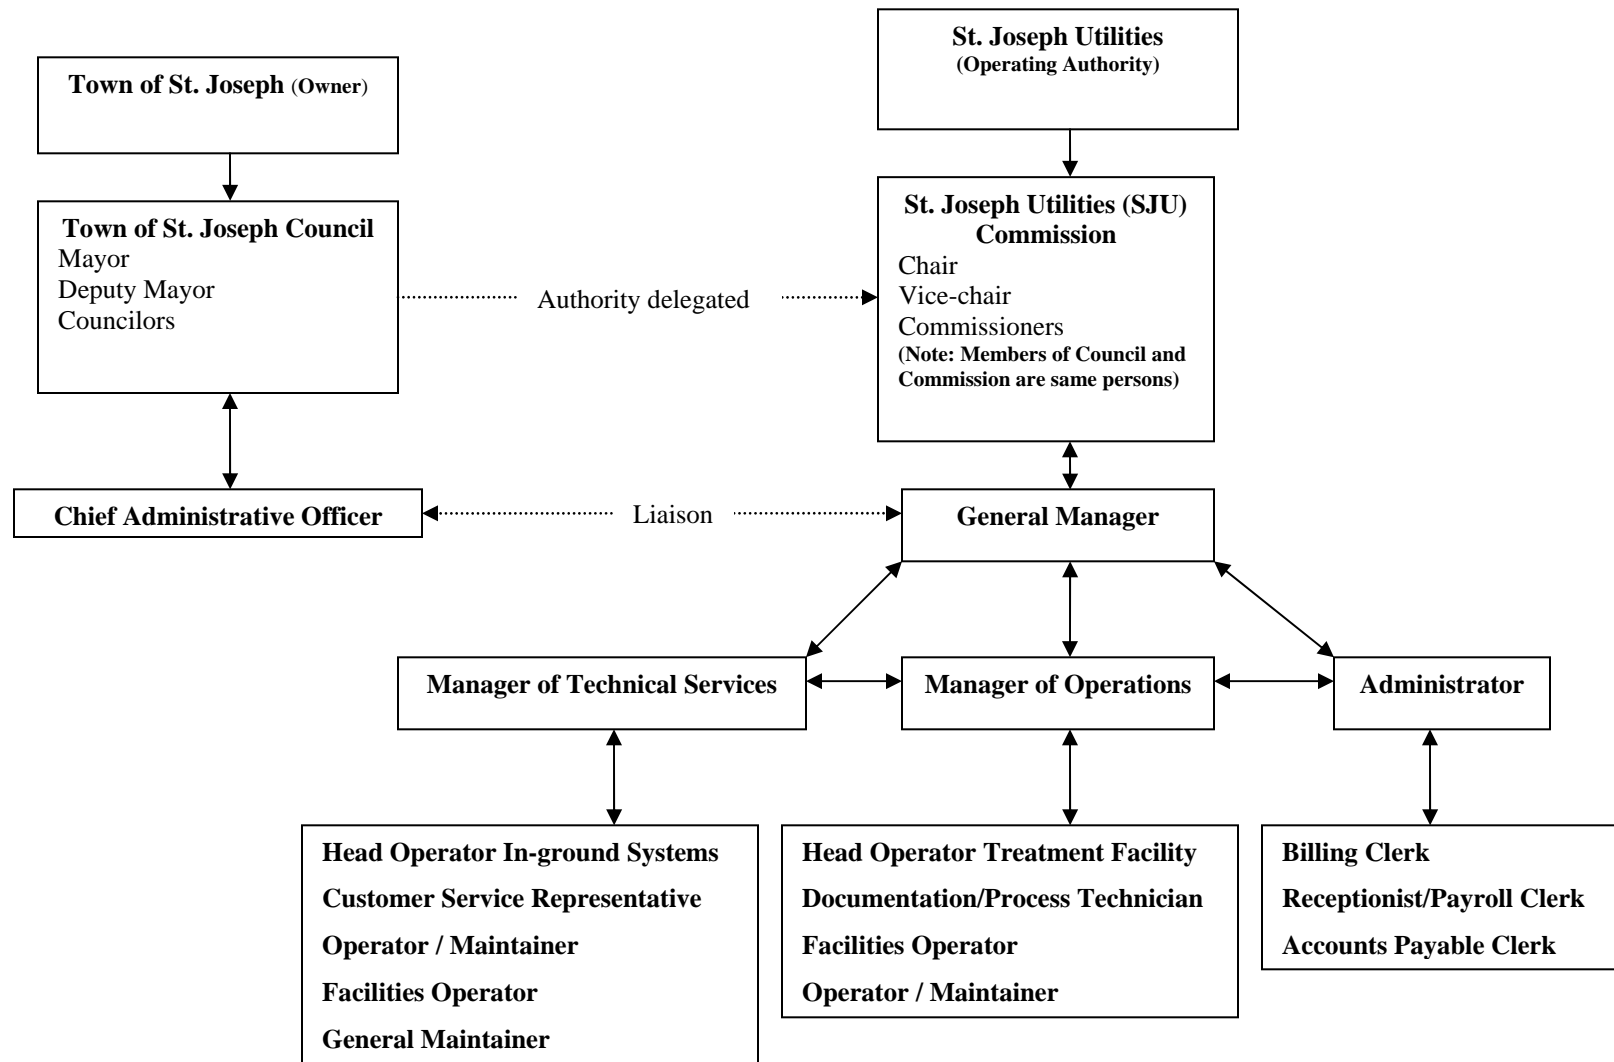 Town of St. Joseph (Owner)
St. Joseph Utilities
(Operating Authority)
Town of St. Joseph Council
Mayor
Deputy Mayor
Councilors
Authority delegated
St. Joseph Utilities (SJU)
Commission
Chair
Vice-chair
Commissioners
(Note: Members of Council and
Commission are same persons)
Chief Administrative Officer
Liaison
General Manager
Manager of Technical Services
Manager of Operations
Administrator
Head Operator In-ground Systems
Customer Service Representative
Operator / Maintainer
Facilities Operator
General Maintainer
Head Operator Treatment Facility
Documentation/Process Technician
Facilities Operator
Operator / Maintainer
Billing Clerk
Receptionist/Payroll Clerk
Accounts Payable Clerk